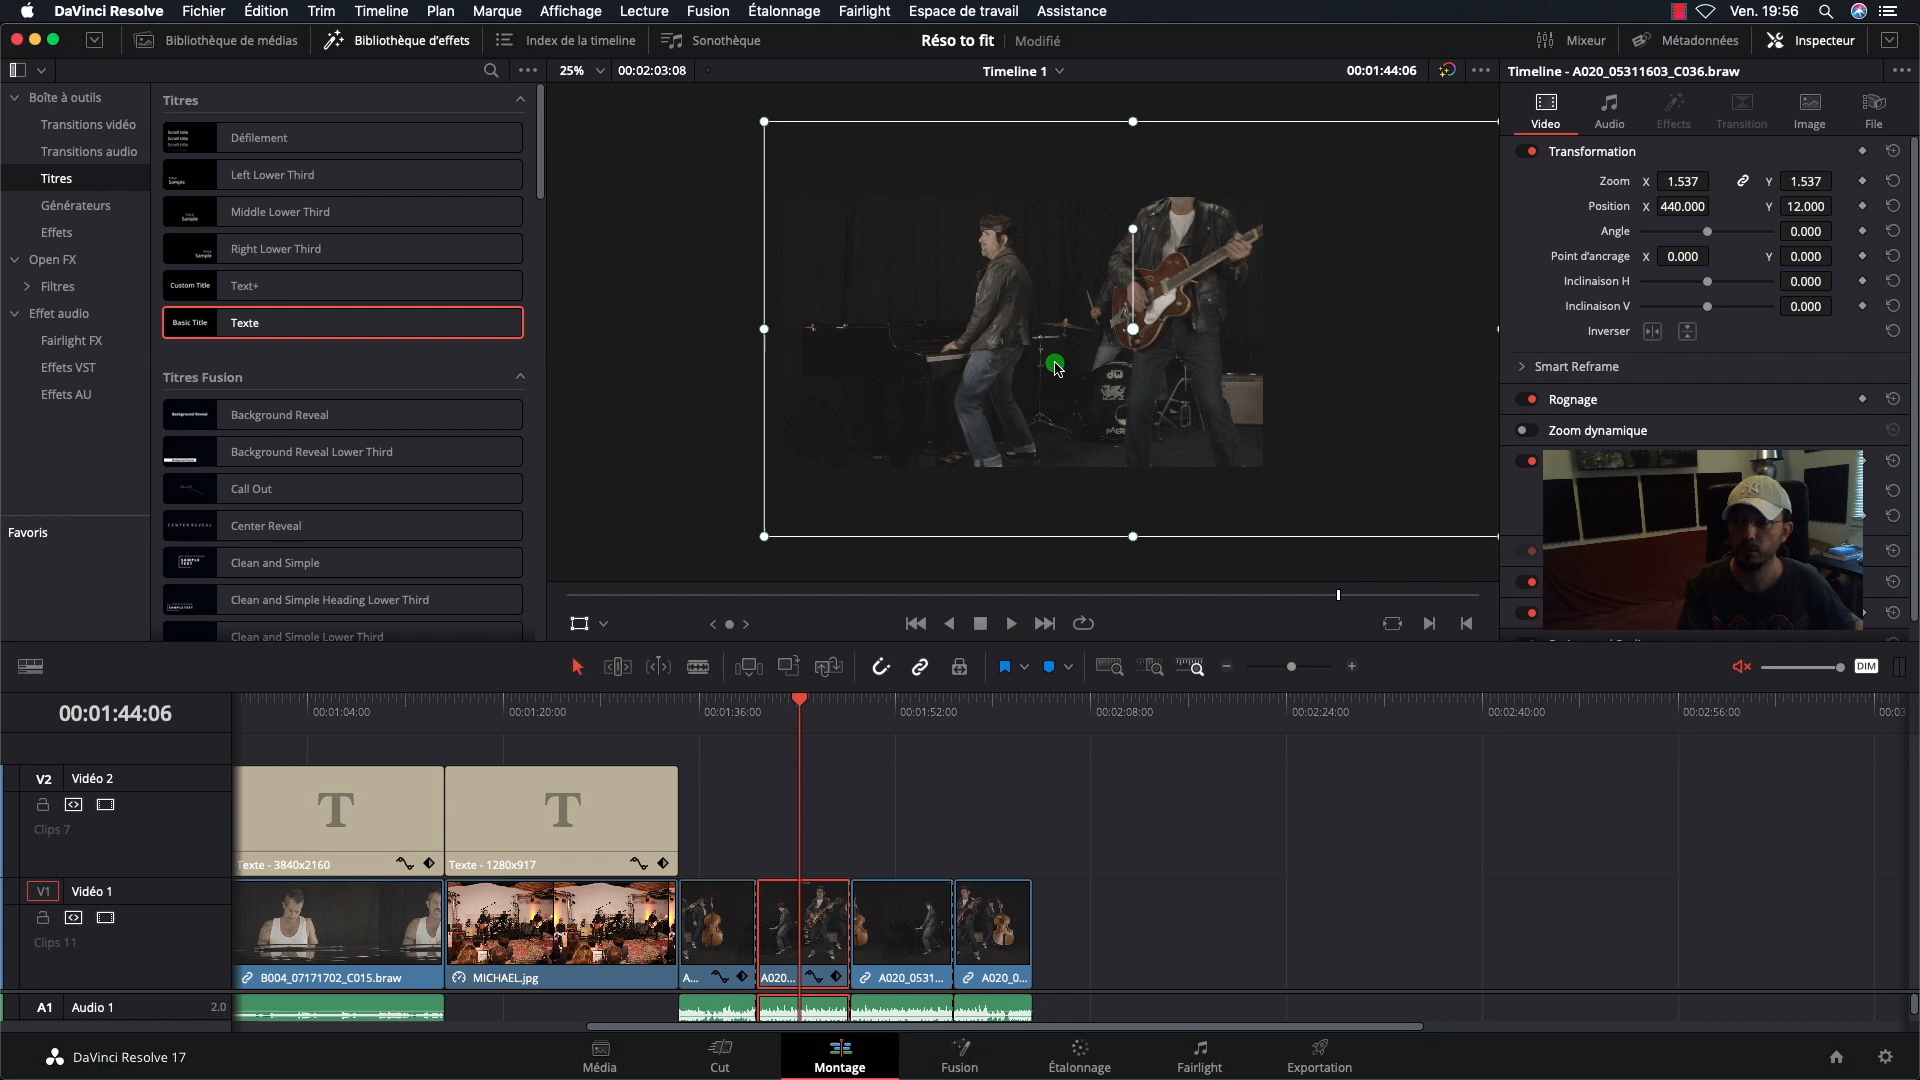 DaVinci Resolve Fichier Édition Trim Timeline Plan Marque Affichage Lecture Fusion Étalonnage Fairlight Espace de travail Assistance
Ven. 19:56
Bibliothèque de médias
Bibliothèque d'effets
Index de la timeline
Sonothèque
Réso to fit
Modifié
Mixeur
Métadonnées
Inspecteur
25%
00:02:03:08
Timeline 1
00:01:44:06
Timeline - A020_05311603_C036.braw
Boîte à outils
Transitions vidéo
Transitions audio
Titres
Générateurs
Effets
Open FX
Filtres
Effet audio
Fairlight FX
Effets VST
Effets AU
Favoris
Titres
Défilement
Sample
Left Lower Third
Sample
Middle Lower Third
Sample
Right Lower Third
Custom Title
Text+
Basic Title
Texte
Titres Fusion
Background Reveal
Background Reveal
Background Reveal Lower Third
Call Out
CENTER REVEAL
Center Reveal
SAMPLE TEXT
Clean and Simple
Clean and Simple Heading Lower Third
Clean and Simple Lower Third
Video
Audio
Effects
Transition
Image
File
Transformation
Zoom X 1.537 Y 1.537
Position X 440.000 Y 12.000
Angle 0.000
Point d'ancrage X 0.000 Y 0.000
Inclinaison H 0.000
Inclinaison V 0.000
Inverser
Smart Reframe
Rognage
Zoom dynamique
DIM
00:01:44:06
00:01:04:00
00:01:20:00
00:01:36:00
00:01:52:00
00:02:08:00
00:02:24:00
00:02:40:00
00:02:56:00
V2 Vidéo 2
Clips 7
T
T
Texte - 3840x2160
Texte - 1280x917
V1 Vidéo 1
Clips 11
B004_07171702_C015.braw
MICHAEL.jpg
A...
A020...
A020_0531...
A020_0...
A1 Audio 1 2.0
DaVinci Resolve 17
Média
Cut
Montage
Fusion
Étalonnage
Fairlight
Exportation